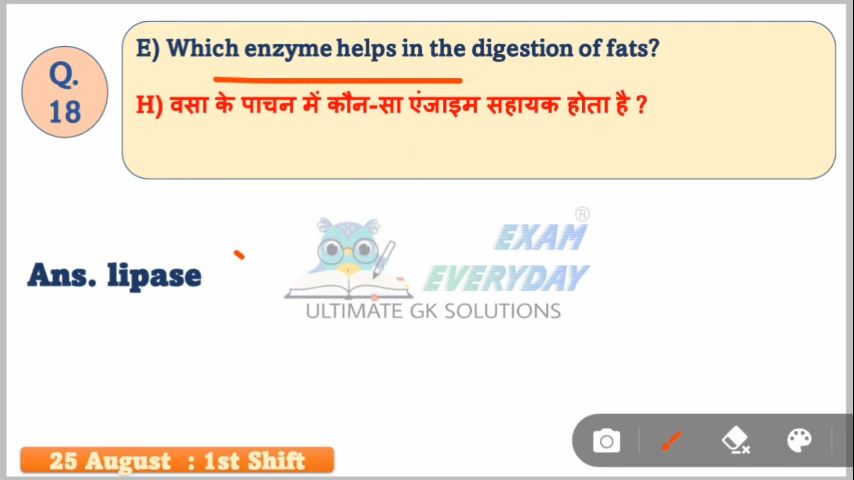 Q.
18
E) Which enzyme helps in the digestion of fats?
H) वसा के पाचन में कौन-सा एंजाइम सहायक होता है ?
Ans. lipase
®
EXAM
EVERYDAY
ULTIMATE GK SOLUTIONS
25 August : 1st Shift